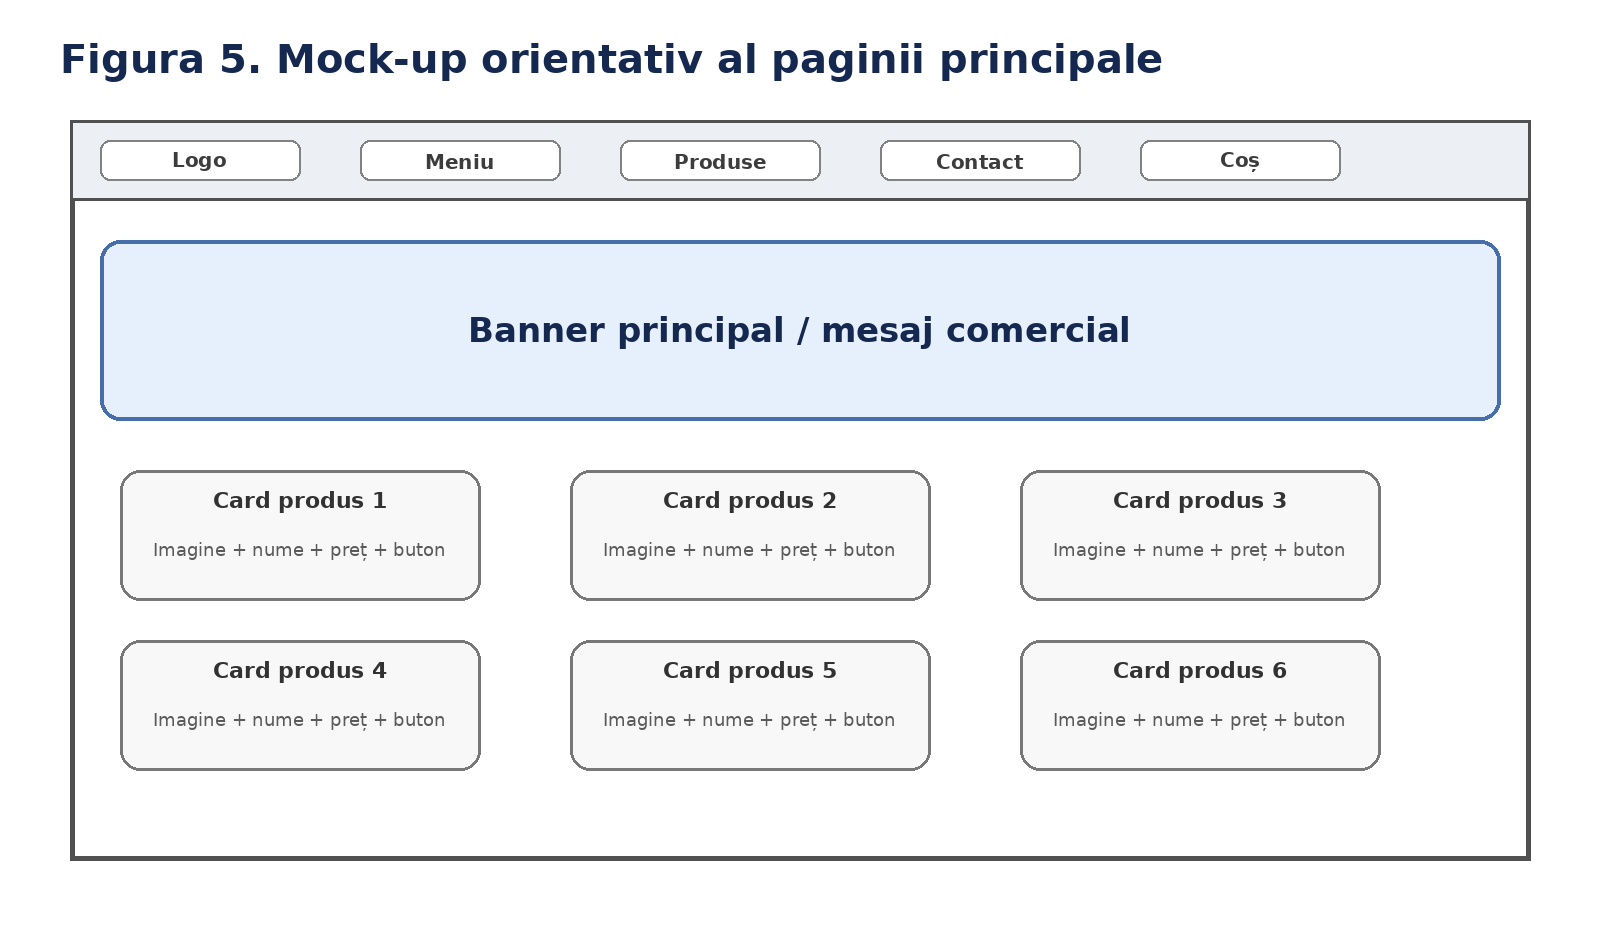 Figura 5. Mock-up orientativ al paginii principale
Logo Meniu Produse Contact Coș
Banner principal / mesaj comercial
Card produs 1 Card produs 2 Card produs 3
Imagine + nume + preț + buton Imagine + nume + preț + buton Imagine + nume + preț + buton
Card produs 4 Card produs 5 Card produs 6
Imagine + nume + preț + buton Imagine + nume + preț + buton Imagine + nume + preț + buton